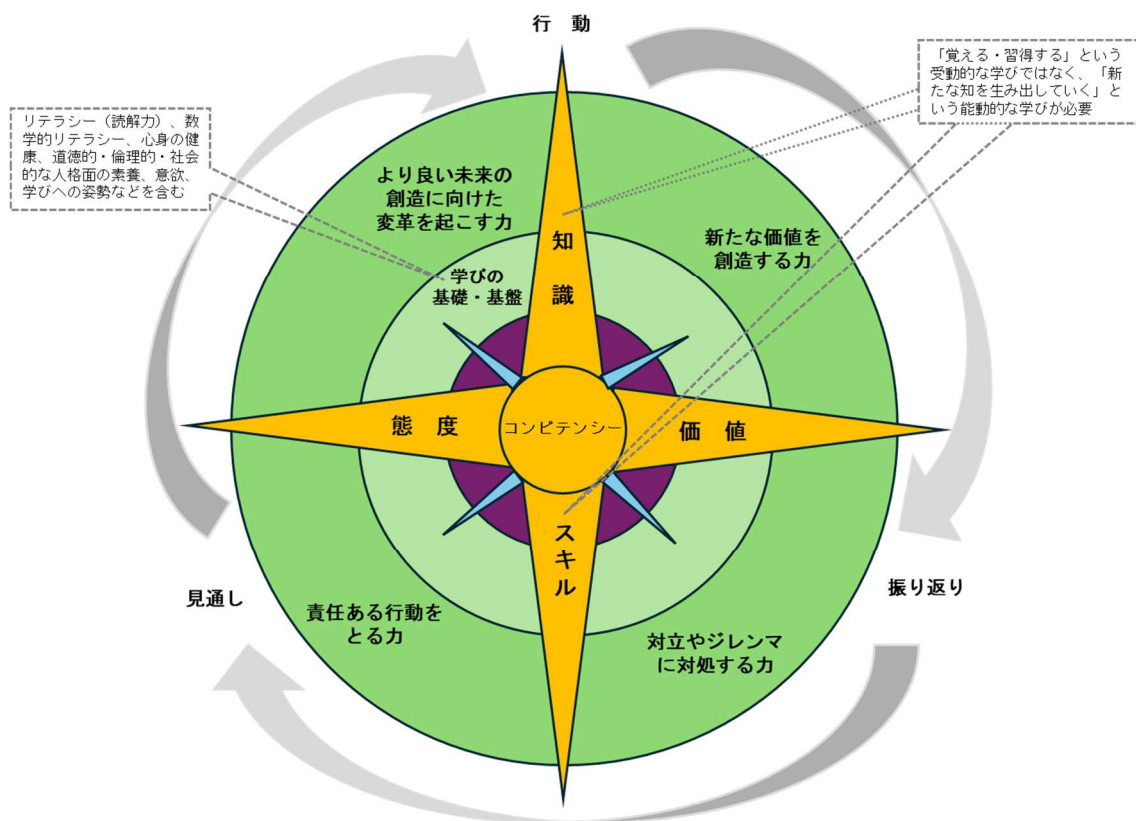 行 動
「覚える・習得する」という
受動的な学びではなく、「新
たな知を生み出していく」と
いう能動的な学びが必要
リテラシー（読解力）、数
学的リテラシー、心身の健
康、道徳的・倫理的・社会
的な人格面の素養、意欲、
学びへの姿勢などを含む
より良い未来の
創造に向けた
変革を起こす力
知
識
新たな価値を
創造する力
学びの
基礎・基盤
態 度
コンピテンシー
価 値
スキル
見通し
振り返り
責任ある行動を
とる力
対立やジレンマ
に対処する力